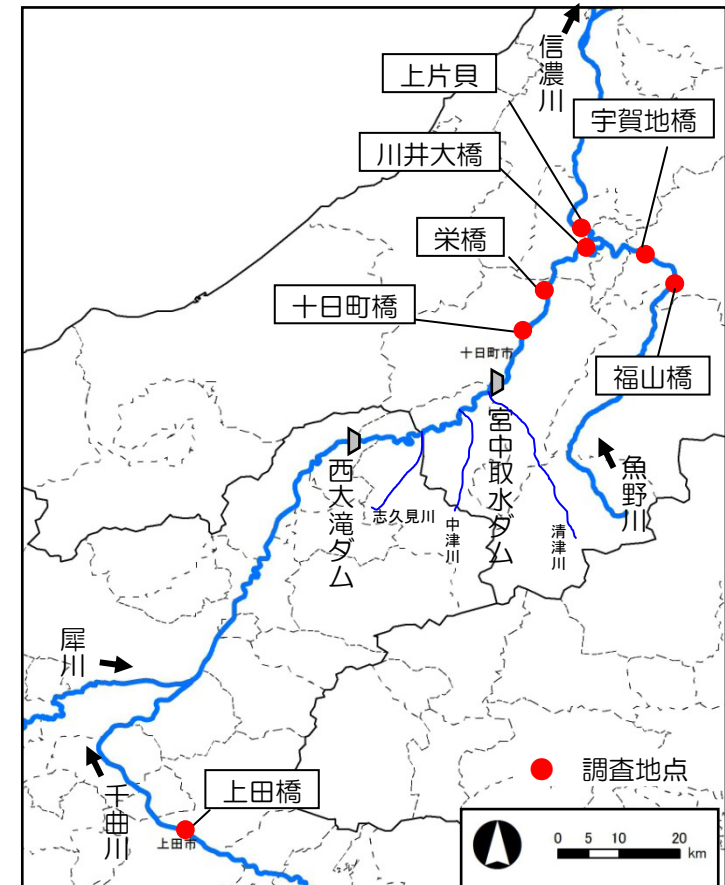 信濃川
上片貝
宇賀地橋
川井大橋
栄橋
十日町橋
十日町市
福山橋
宮中取水ダム
西大滝ダム
魚野川
志久見川
中津川
清津川
犀川
調査地点
上田橋
千曲川
上田市
0 5 10 20
km